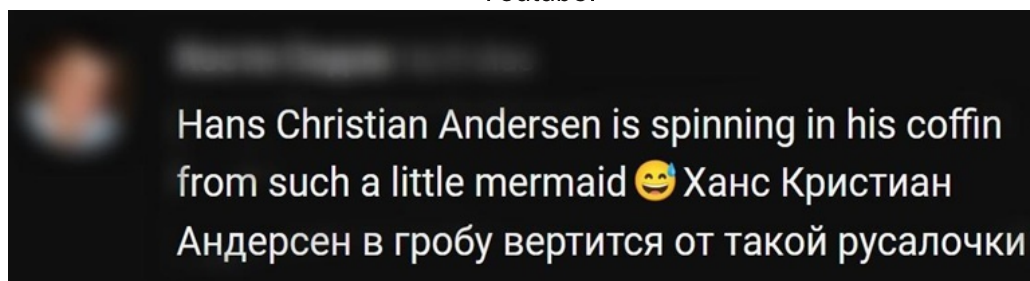 Hans Christian Andersen is spinning in his coffin
from such a little mermaid😅Ханс Кристиан
Андерсен в гробу вертится от такой русалочки